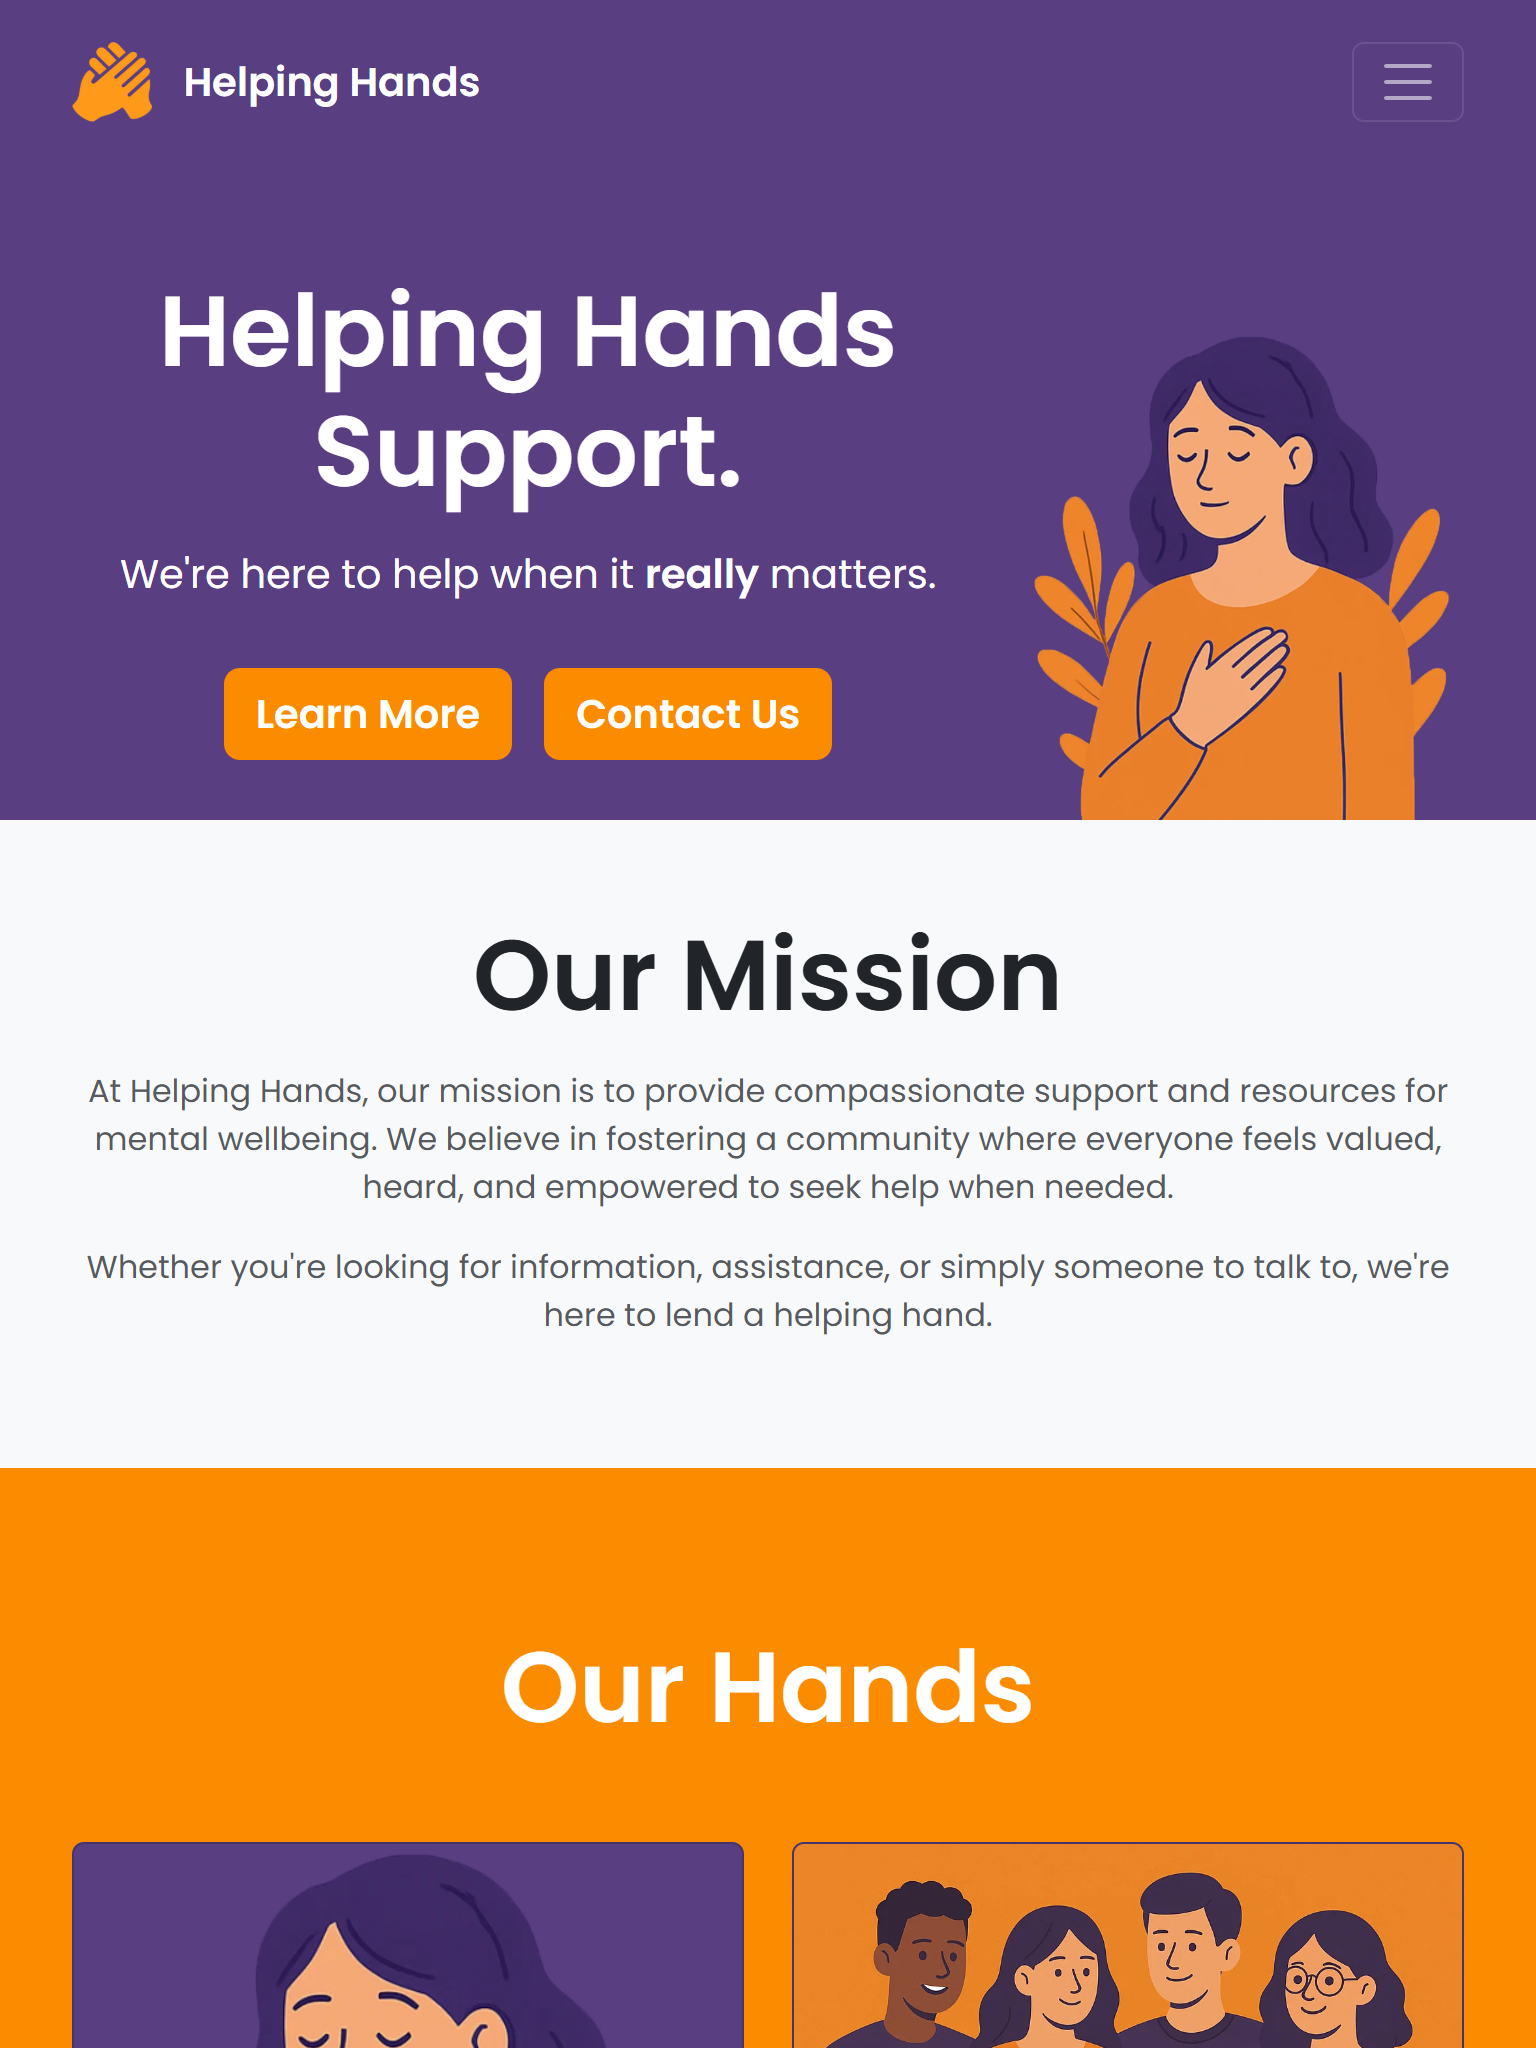 Helping Hands
Helping Hands
Support.
We're here to help when it really matters.
Learn More
Contact Us
Our Mission
At Helping Hands, our mission is to provide compassionate support and resources for
mental wellbeing. We believe in fostering a community where everyone feels valued,
heard, and empowered to seek help when needed.
Whether you're looking for information, assistance, or simply someone to talk to, we're
here to lend a helping hand.
Our Hands